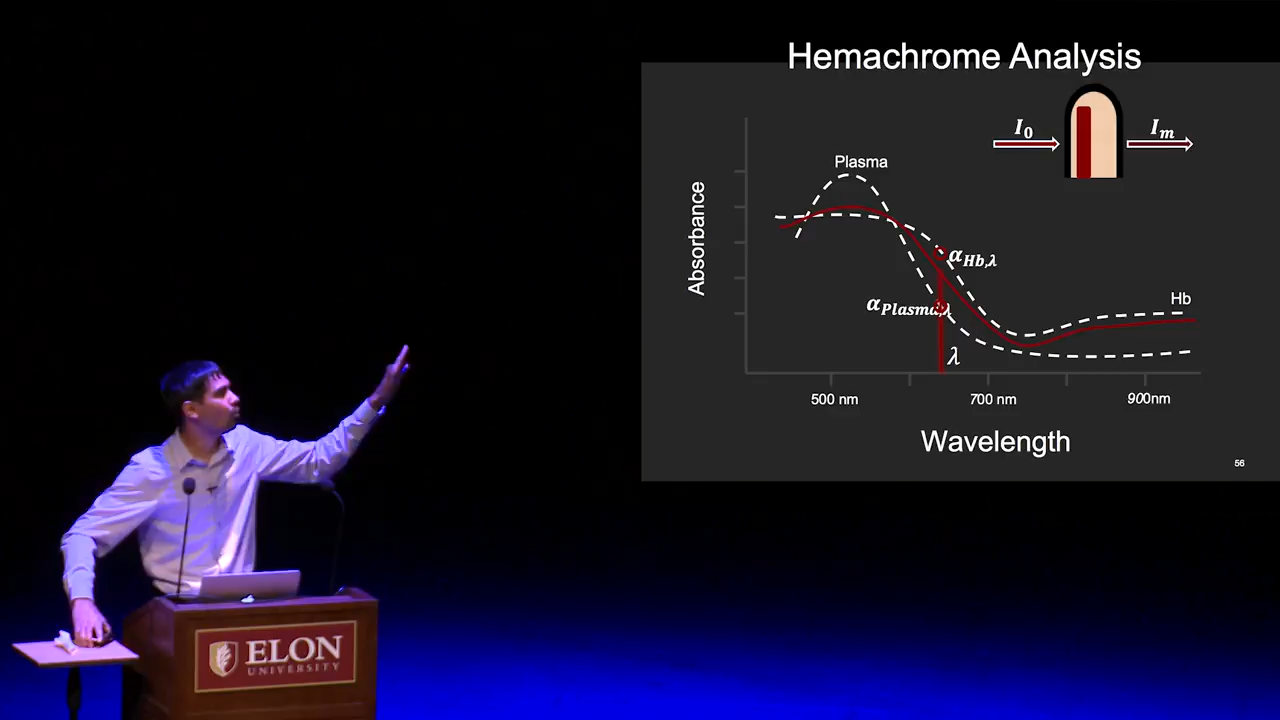 Hemachrome Analysis
I0
Im
Plasma
Absorbance
αHb,λ
αPlasma,λ
Hb
λ
500 nm
700 nm
900nm
Wavelength
56
ELON
UNIVERSITY